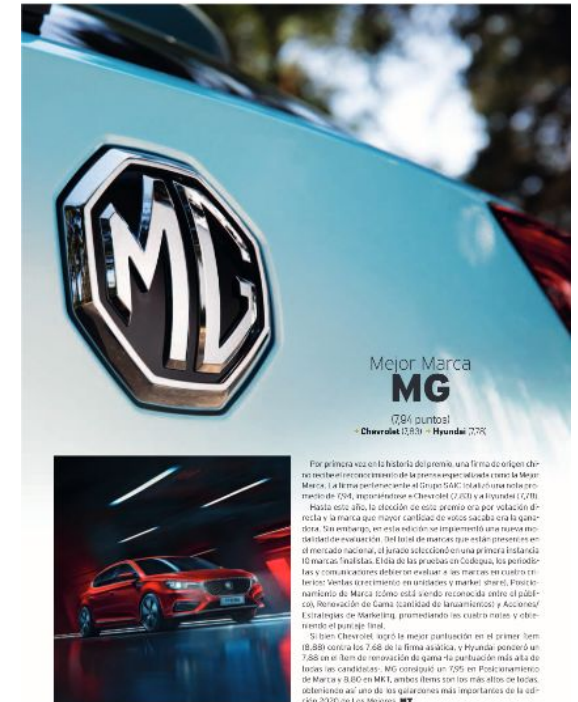 MG
Mejor Marca
MG
(7,94 puntos)
Chevrolet (7,83) Hyundai (7,78)
Por primera vez en la historia del premio, una firma de origen chi-
no recibe el reconocimiento de la prensa especializada como la Mejor
Marca. La firma perteneciente al Grupo SAIC totalizó una nota pro-
medio de 7,94, imponiéndose a Chevrolet (7,83) y a Hyundai (7,78).
Hasta este año, la elección de este premio era por votación di-
recta y la marca que mayor cantidad de votos sacaba era la gana-
dora. Sin embargo, en esta edición se implementó una nueva mo-
dalidad de evaluación. Del total de marcas que están presentes en
el mercado nacional, el jurado seleccionó en una primera instancia
10 marcas finalistas. El día de las pruebas en Codegua, los periodis-
tas y comunicadores debieron evaluar a las marcas en cuatro cri-
terios: Ventas (crecimiento en unidades y market share), Posicio-
namiento de Marca (cómo está siendo reconocida entre el públi-
co), Renovación de Gama (cantidad de lanzamientos) y Acciones/
Estrategias de Marketing, promediando las cuatro notas y obte-
niendo el puntaje final.
Si bien Chevrolet logró la mejor puntuación en el primer ítem
(8,88) contra los 7,68 de la firma asiática, y Hyundai ponderó un
7,88 en el ítem de renovación de gama -la puntuación más alta de
todas las candidatas-, MG consiguió un 7,95 en Posicionamiento
de Marca y 8,80 en MKT, ambos ítems son los más altos de todas,
obteniendo así uno de los galardones más importantes de la edi-
ción 2020 de Los Mejores. MT